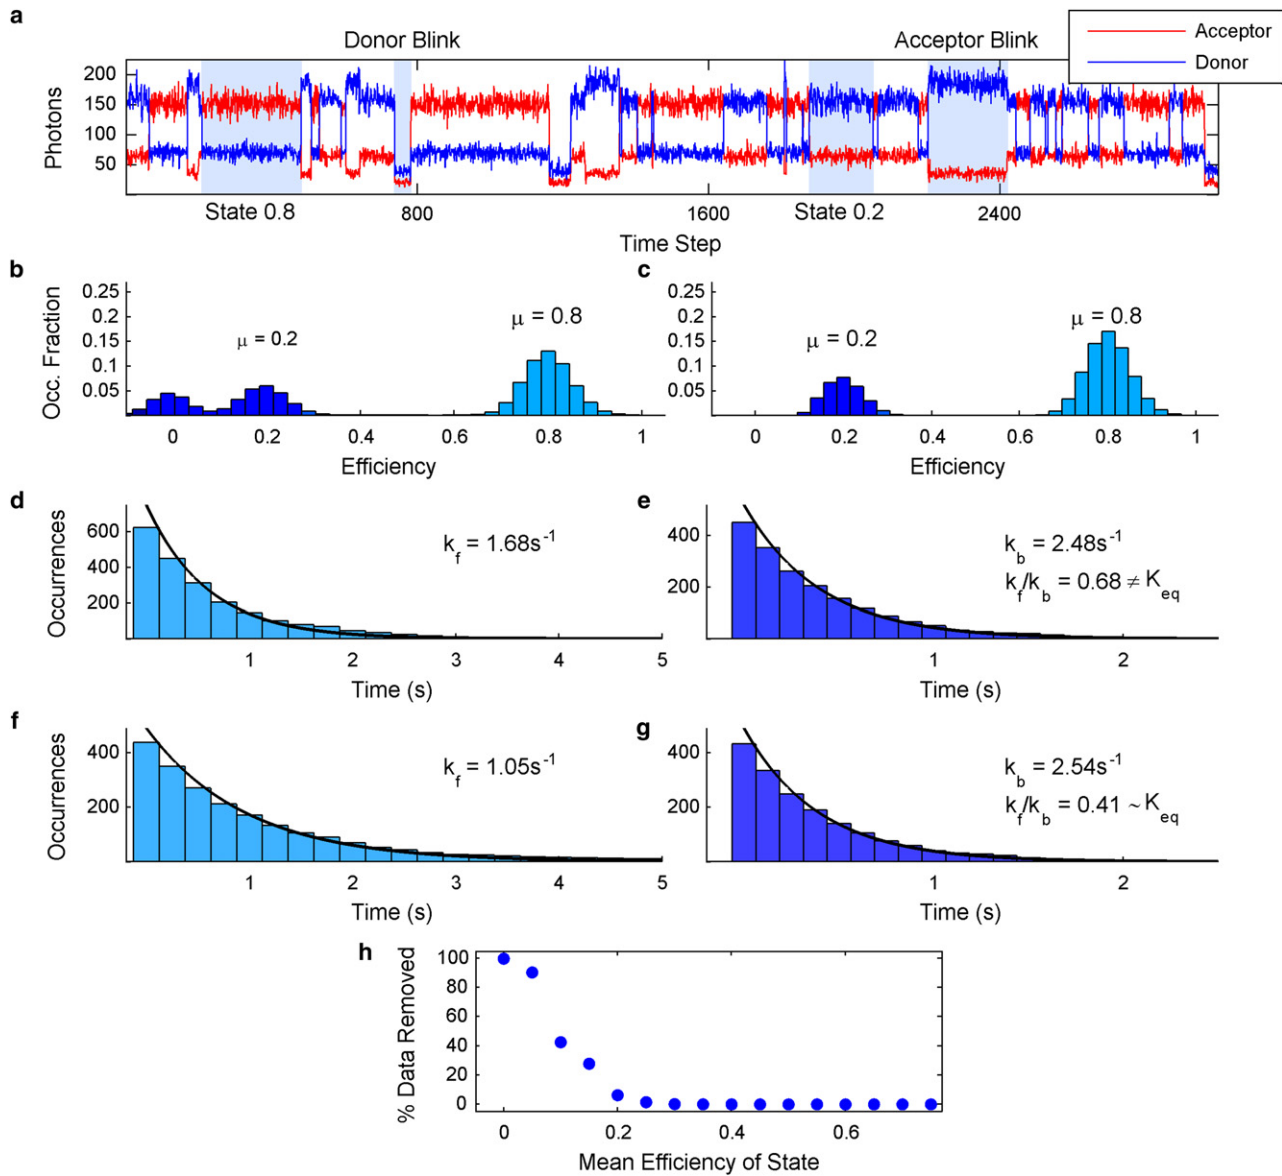 a
Donor Blink
Acceptor Blink
Acceptor
Donor
Photons
200
150
100
50
State 0.8
800
1600
State 0.2
2400
Time Step
b
Occ. Fraction
0.25
0.2
0.15
0.1
0.05
μ = 0.2
μ = 0.8
0 0.2 0.4 0.6 0.8 1
Efficiency
c
0.25
0.2
0.15
0.1
0.05
μ = 0.2
μ = 0.8
0 0.2 0.4 0.6 0.8 1
Efficiency
d
Occurrences
600
400
200
k_f = 1.68s⁻¹
1 2 3 4 5
Time (s)
e
400
200
k_b = 2.48s⁻¹
k_f/k_b = 0.68 ≠ K_eq
1 2
Time (s)
f
Occurrences
400
200
k_f = 1.05s⁻¹
1 2 3 4 5
Time (s)
g
400
200
k_b = 2.54s⁻¹
k_f/k_b = 0.41 ~ K_eq
1 2
Time (s)
h
% Data Removed
100
80
60
40
20
0
0 0.2 0.4 0.6
Mean Efficiency of State